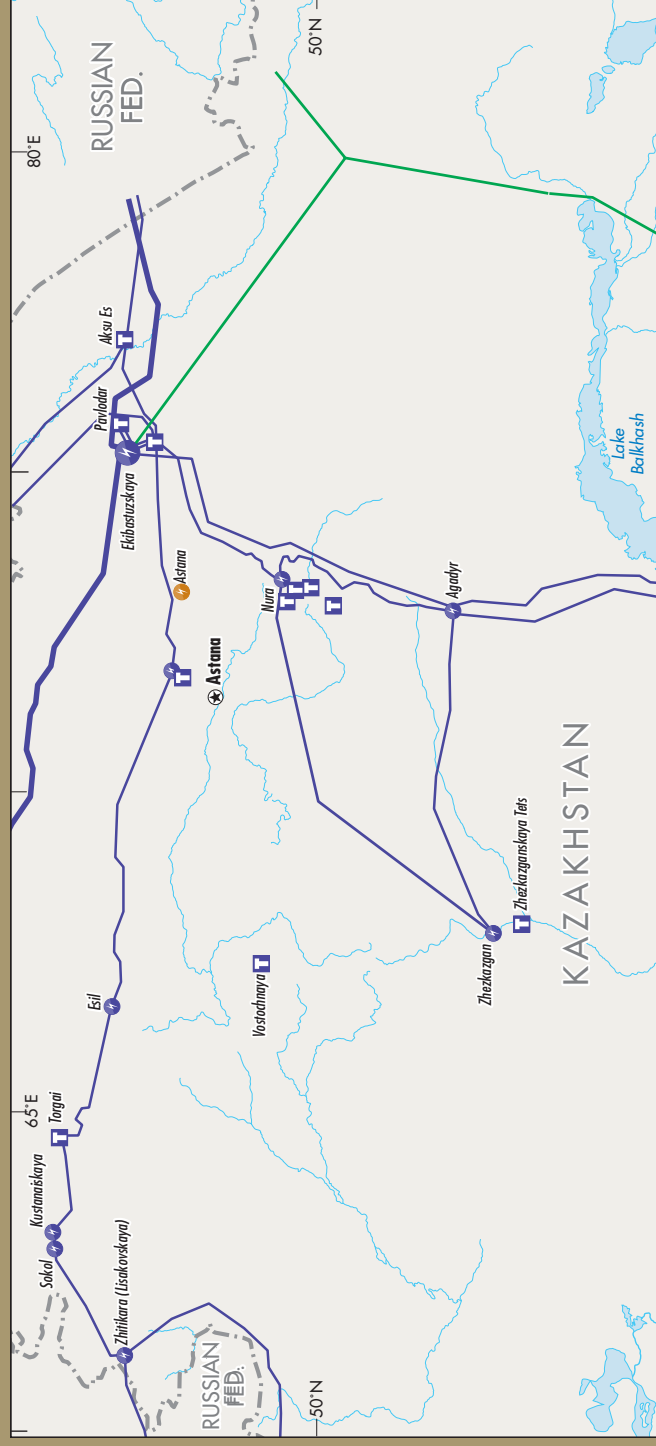 65°E
80°E
RUSSIAN
FED.
Sokol
Kustanaiskaya
Torgai
Esil
Ekibastuzskaya
Pavlodar
Aksu Es
Zhitikara (Lisakovskaya)
Astana
Astana
RUSSIAN
FED.
Vostochnaya
Nura
50°N
50°N
Zhezkazgan
Agadyr
Zhezkazganskaya Tets
KAZAKHSTAN
Lake
Balkhash